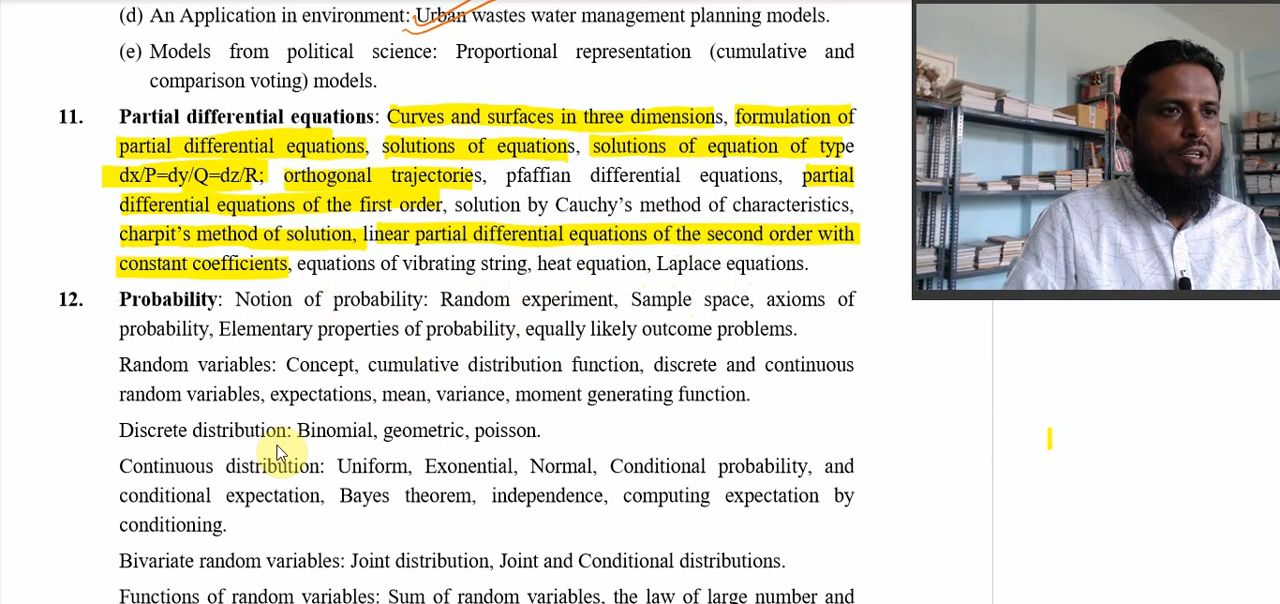 (d) An Application in environment: Urban wastes water management planning models.
(e) Models from political science: Proportional representation (cumulative and
comparison voting) models.
11. Partial differential equations: Curves and surfaces in three dimensions, formulation of
partial differential equations, solutions of equations, solutions of equation of type
dx/P=dy/Q=dz/R; orthogonal trajectories, pfaffian differential equations, partial
differential equations of the first order, solution by Cauchy’s method of characteristics,
charpit’s method of solution, linear partial differential equations of the second order with
constant coefficients, equations of vibrating string, heat equation, Laplace equations.
12. Probability: Notion of probability: Random experiment, Sample space, axioms of
probability, Elementary properties of probability, equally likely outcome problems.
Random variables: Concept, cumulative distribution function, discrete and continuous
random variables, expectations, mean, variance, moment generating function.
Discrete distribution: Binomial, geometric, poisson.
Continuous distribution: Uniform, Exonential, Normal, Conditional probability, and
conditional expectation, Bayes theorem, independence, computing expectation by
conditioning.
Bivariate random variables: Joint distribution, Joint and Conditional distributions.
Functions of random variables: Sum of random variables, the law of large number and